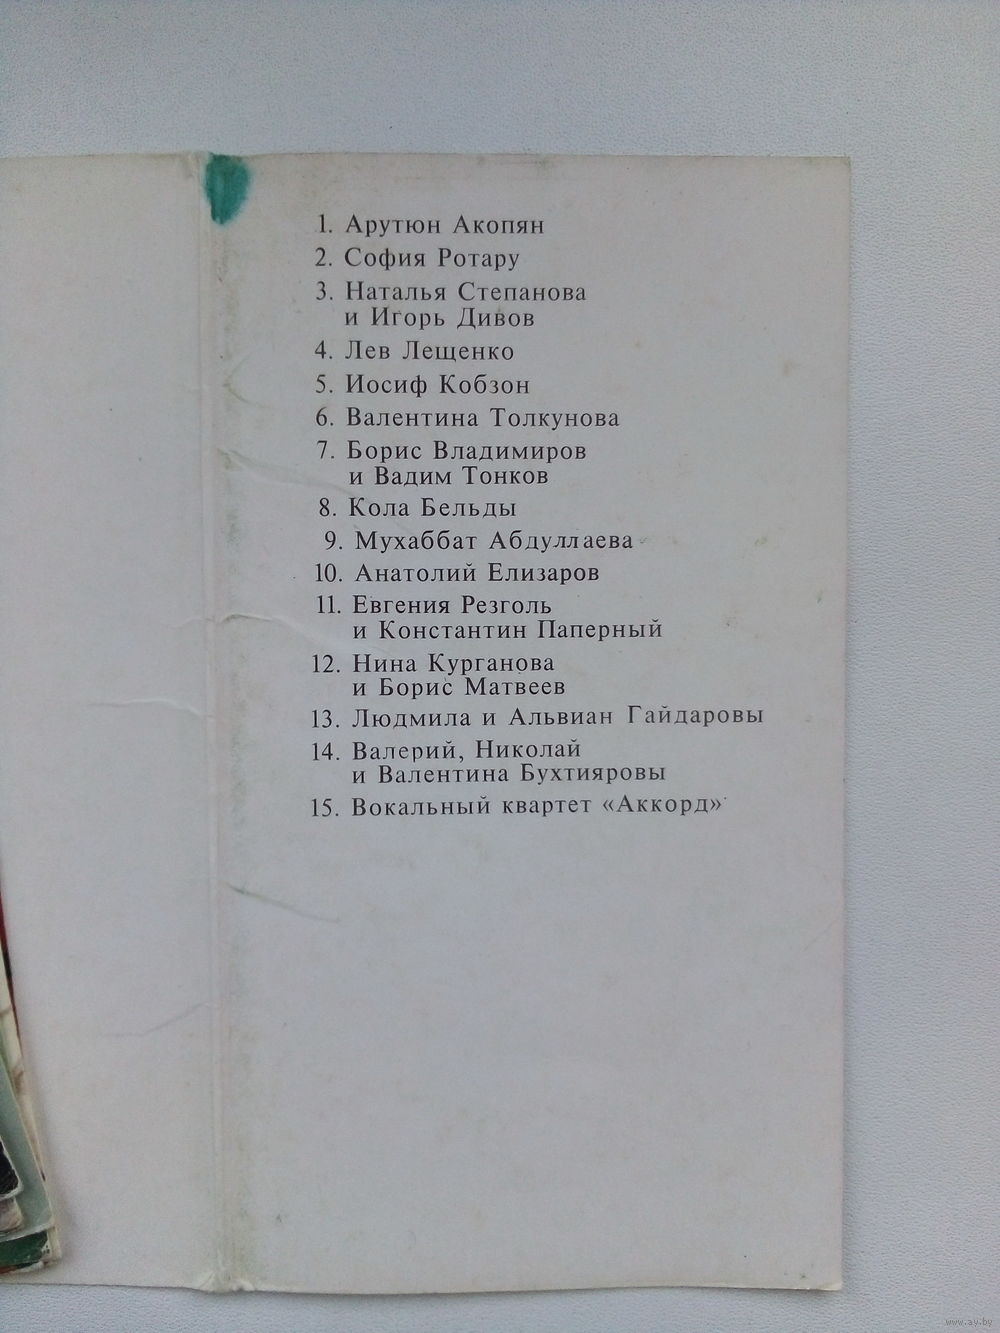 1. Арутюн Акопян
2. София Ротару
3. Наталья Степанова
и Игорь Дивов
4. Лев Лещенко
5. Иосиф Кобзон
6. Валентина Толкунова
7. Борис Владимиров
и Вадим Тонков
8. Кола Бельды
9. Мухаббат Абдуллаева
10. Анатолий Елизаров
11. Евгения Резголь
и Константин Паперный
12. Нина Курганова
и Борис Матвеев
13. Людмила и Альвиан Гайдаровы
14. Валерий, Николай
и Валентина Бухтияровы
15. Вокальный квартет «Аккорд»
www.ay.by